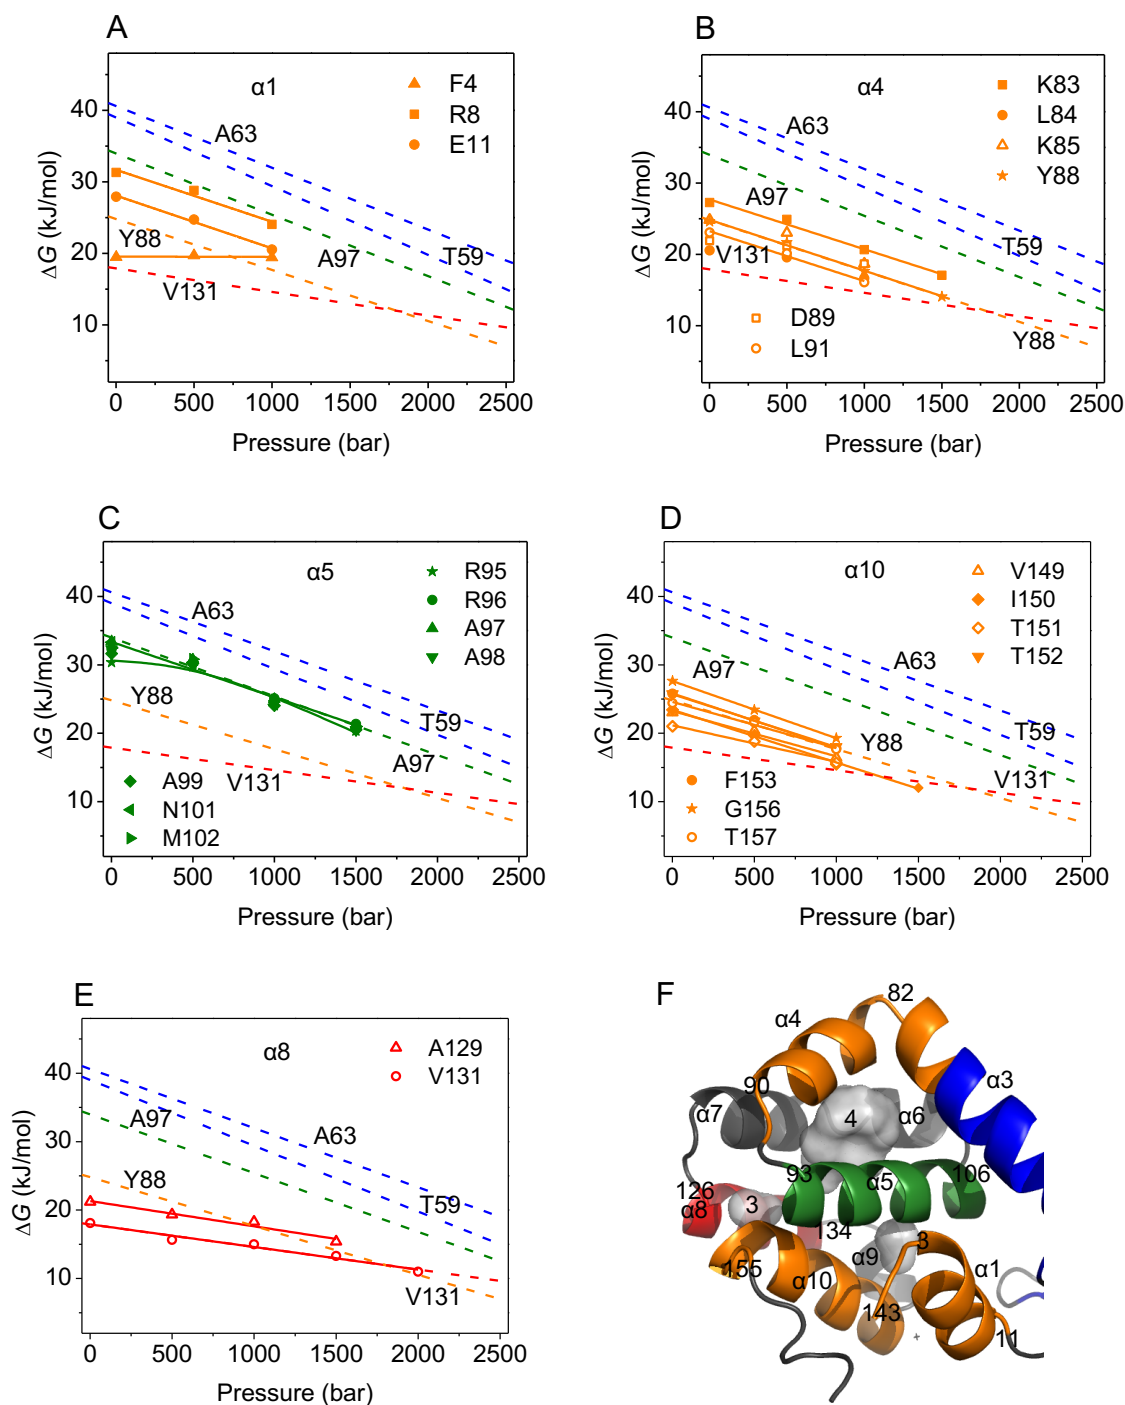 A
α1
F4
R8
E11
A63
Y88
A97
T59
V131
40
30
20
10
ΔG (kJ/mol)
0 500 1000 1500 2000 2500
Pressure (bar)
B
α4
K83
L84
K85
Y88
A63
A97
T59
V131
D89
L91
Y88
40
30
20
10
ΔG (kJ/mol)
0 500 1000 1500 2000 2500
Pressure (bar)
C
α5
R95
R96
A97
A98
A63
Y88
T59
A97
V131
A99
N101
M102
40
30
20
10
ΔG (kJ/mol)
0 500 1000 1500 2000 2500
Pressure (bar)
D
α10
V149
I150
T151
T152
A97
A63
T59
Y88
V131
F153
G156
T157
40
30
20
10
ΔG (kJ/mol)
0 500 1000 1500 2000 2500
Pressure (bar)
E
α8
A129
V131
A97
A63
Y88
T59
V131
40
30
20
10
ΔG (kJ/mol)
0 500 1000 1500 2000 2500
Pressure (bar)
F
82
α4
90
α3
α7
4
α6
93
α5
106
126
α8
3
134
α9
3
155
α10
α1
143
11